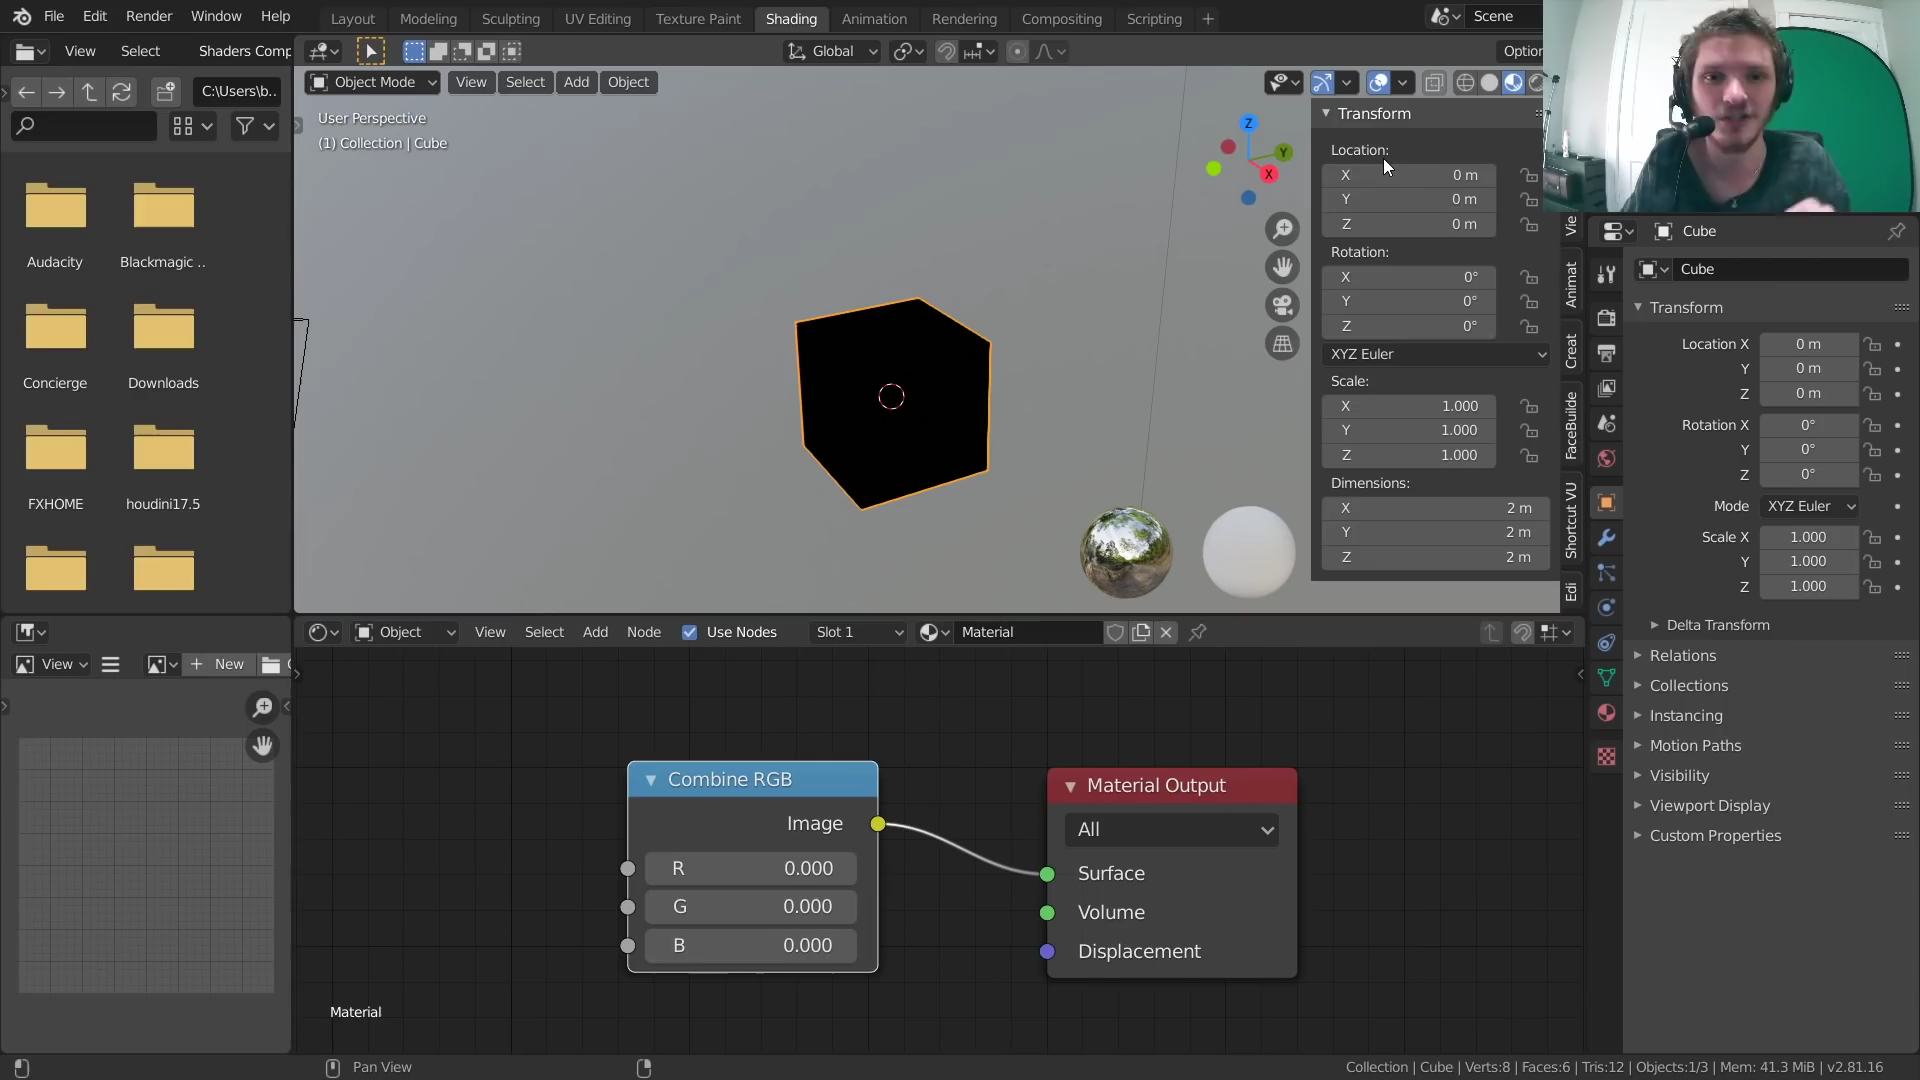 File Edit Render Window Help
Layout Modeling Sculpting UV Editing Texture Paint Shading Animation Rendering Compositing Scripting +
Scene
View Select Shaders Comp
Global
Object Mode View Select Add Object
C:\Users\b..
User Perspective
(1) Collection | Cube
Z
Y
X
Audacity
Blackmagic ..
Concierge
Downloads
FXHOME
houdini17.5
Transform
Location:
X 0 m
Y 0 m
Z 0 m
Rotation:
X 0°
Y 0°
Z 0°
XYZ Euler
Scale:
X 1.000
Y 1.000
Z 1.000
Dimensions:
X 2 m
Y 2 m
Z 2 m
Vie
Animat
Creat
FaceBuilde
Shortcut VU
Edi
Cube
Cube
Transform
Location X 0 m
Y 0 m
Z 0 m
Rotation X 0°
Y 0°
Z 0°
Mode XYZ Euler
Scale X 1.000
Y 1.000
Z 1.000
Delta Transform
Relations
Collections
Instancing
Motion Paths
Visibility
Viewport Display
Custom Properties
View + New
Object View Select Add Node Use Nodes Slot 1 Material
Combine RGB
Image
R 0.000
G 0.000
B 0.000
Material Output
All
Surface
Volume
Displacement
Material
Pan View
Collection | Cube | Verts:8 | Faces:6 | Tris:12 | Objects:1/3 | Mem: 41.3 MiB | v2.81.16